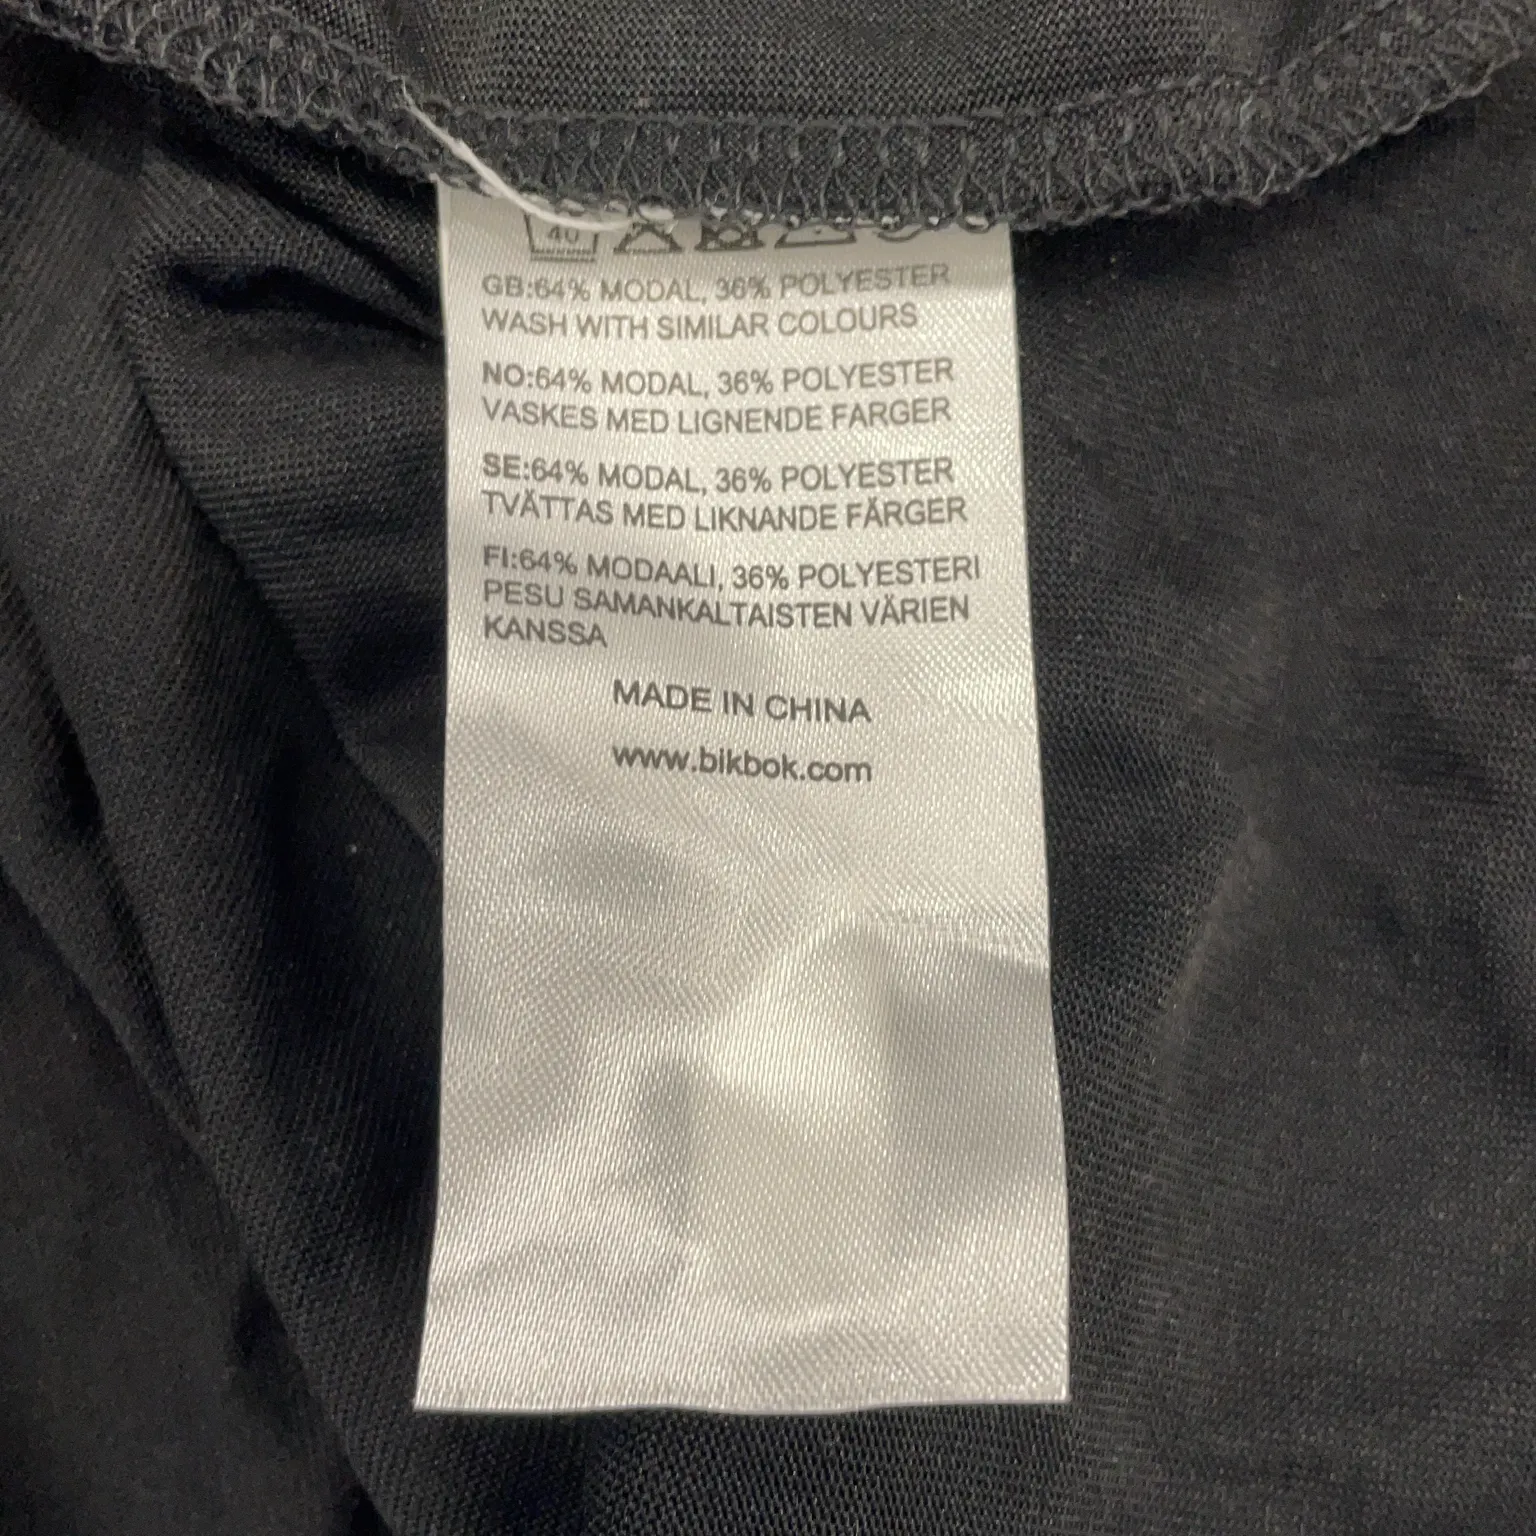 40
GB:64% MODAL, 36% POLYESTER
WASH WITH SIMILAR COLOURS
NO:64% MODAL, 36% POLYESTER
VASKES MED LIGNENDE FARGER
SE:64% MODAL, 36% POLYESTER
TVÄTTAS MED LIKNANDE FÄRGER
FI:64% MODAALI, 36% POLYESTERI
PESU SAMANKALTAISTEN VÄRIEN
KANSSA
MADE IN CHINA
www.bikbok.com